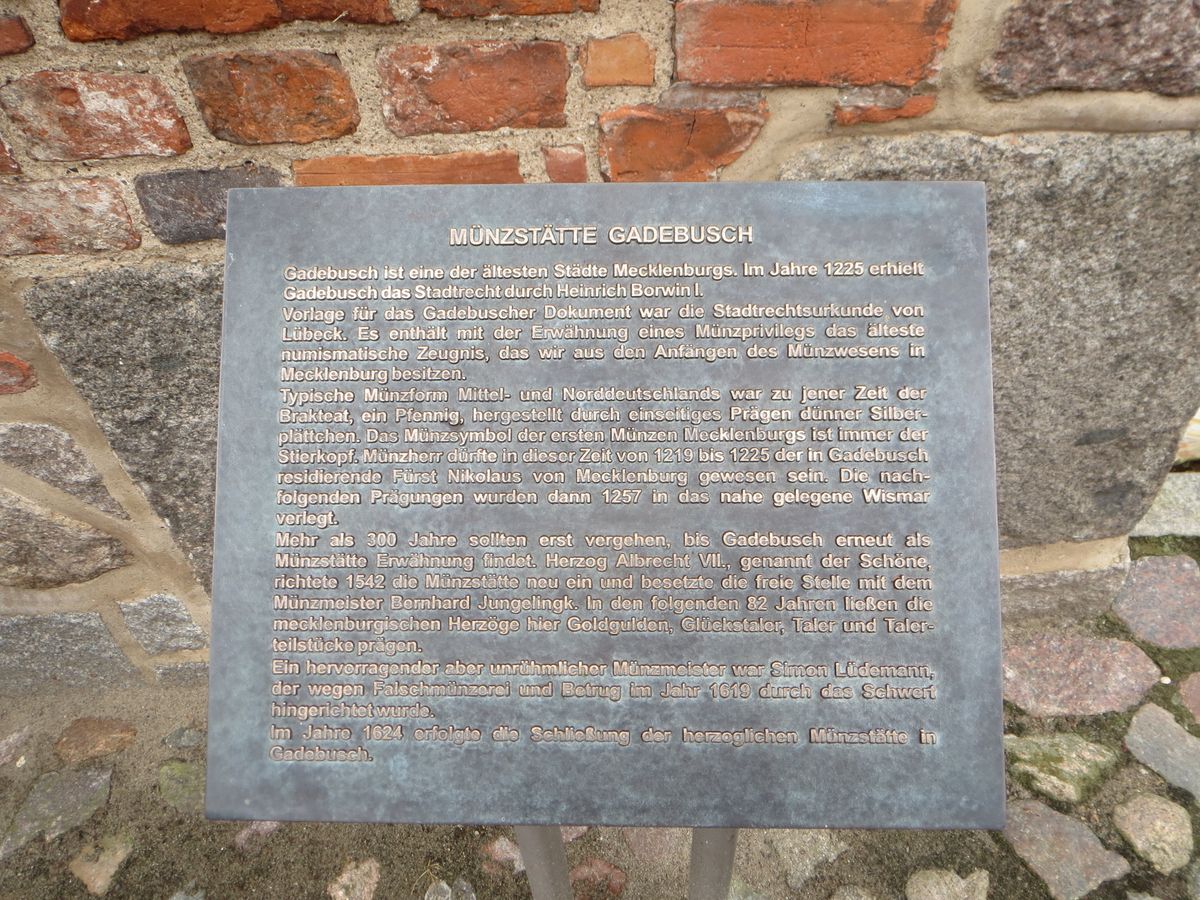 MÜNZSTÄTTE GADEBUSCH
Gadebusch ist eine der ältesten Städte Mecklenburgs. Im Jahre 1225 erhielt
Gadebusch das Stadtrecht durch Heinrich Borwin I.
Vorlage für das Gadebuscher Dokument war die Stadtrechtsurkunde von
Lübeck. Es enthält mit der Erwähnung eines Münzprivilegs das älteste
numismatische Zeugnis, das wir aus den Anfängen des Münzwesens in
Mecklenburg besitzen.
Typische Münzform Mittel- und Norddeutschlands war zu jener Zeit der
Brakteat, ein Pfennig, hergestellt durch einseitiges Prägen dünner Silber-
plättchen. Das Münzsymbol der ersten Münzen Mecklenburgs ist immer der
Stierkopf. Münzherr dürfte in dieser Zeit von 1219 bis 1225 der in Gadebusch
residierende Fürst Nikolaus von Mecklenburg gewesen sein. Die nach-
folgenden Prägungen wurden dann 1257 in das nahe gelegene Wismar
verlegt.
Mehr als 300 Jahre sollten erst vergehen, bis Gadebusch erneut als
Münzstätte Erwähnung findet. Herzog Albrecht VII., genannt der Schöne,
richtete 1542 die Münzstätte neu ein und besetzte die freie Stelle mit dem
Münzmeister Bernhard Jungelingk. In den folgenden 82 Jahren ließen die
mecklenburgischen Herzöge hier Goldgulden, Glückstaler, Taler und Taler-
teilstücke prägen.
Ein hervorragender aber unrühmlicher Münzmeister war Simon Lüdemann,
der wegen Falschmünzerei und Betrug im Jahr 1619 durch das Schwert
hingerichtet wurde.
Im Jahre 1624 erfolgte die Schließung der herzoglichen Münzstätte in
Gadebusch.